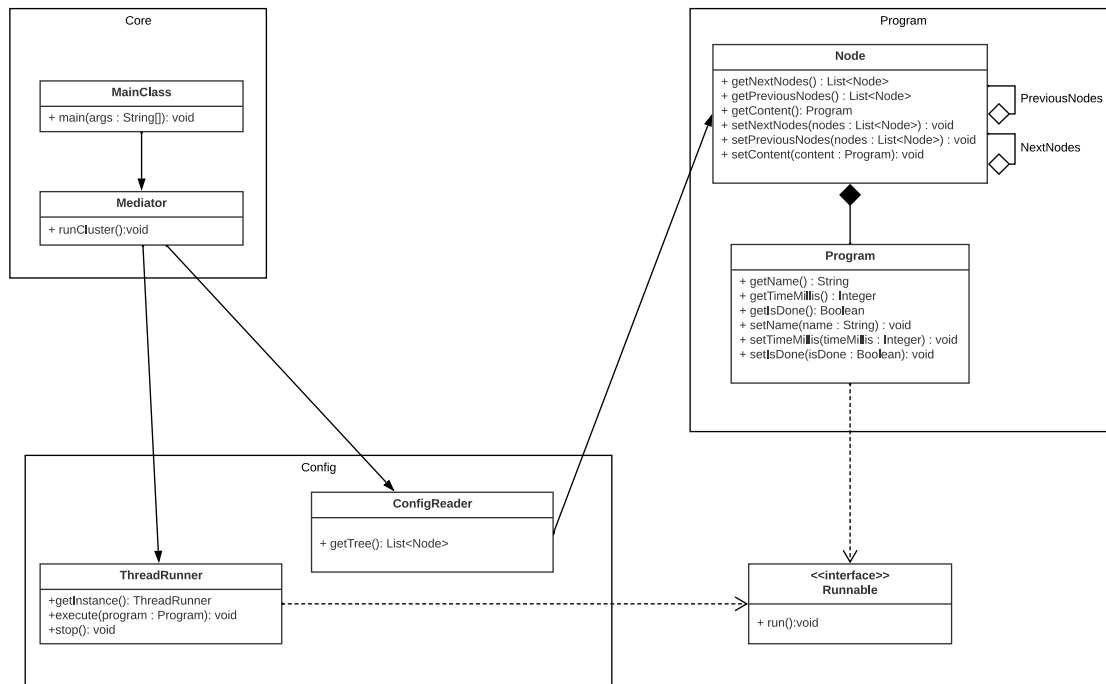 Core
MainClass
+ main(args : String[]): void
Mediator
+ runCluster():void
Program
Node
+ getNextNodes() : List<Node>
+ getPreviousNodes() : List<Node>
+ getContent(): Program
+ setNextNodes(nodes : List<Node>) : void
+ setPreviousNodes(nodes : List<Node>) : void
+ setContent(content : Program): void
PreviousNodes
NextNodes
Program
+ getName() : String
+ getTimeMillis() : Integer
+ getIsDone(): Boolean
+ setName(name : String) : void
+ setTimeMillis(timeMillis : Integer) : void
+ setIsDone(isDone : Boolean): void
Config
ConfigReader
+ getTree(): List<Node>
ThreadRunner
+getInstance(): ThreadRunner
+execute(program : Program): void
+stop(): void
<<interface>>
Runnable
+ run():void